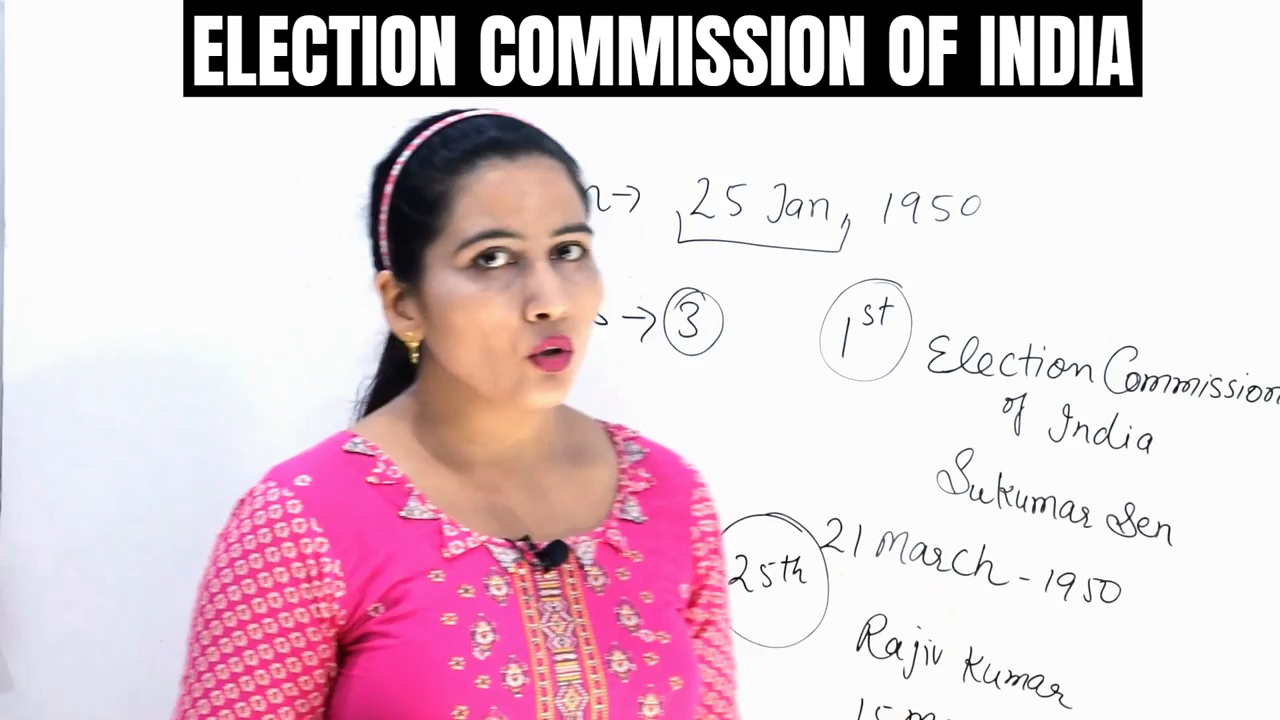 ELECTION COMMISSION OF INDIA
→ 25 Jan, 1950
→ 3
1st
Election Commission
of India
Sukumar Sen
21 March - 1950
25th
Rajiv Kumar
15